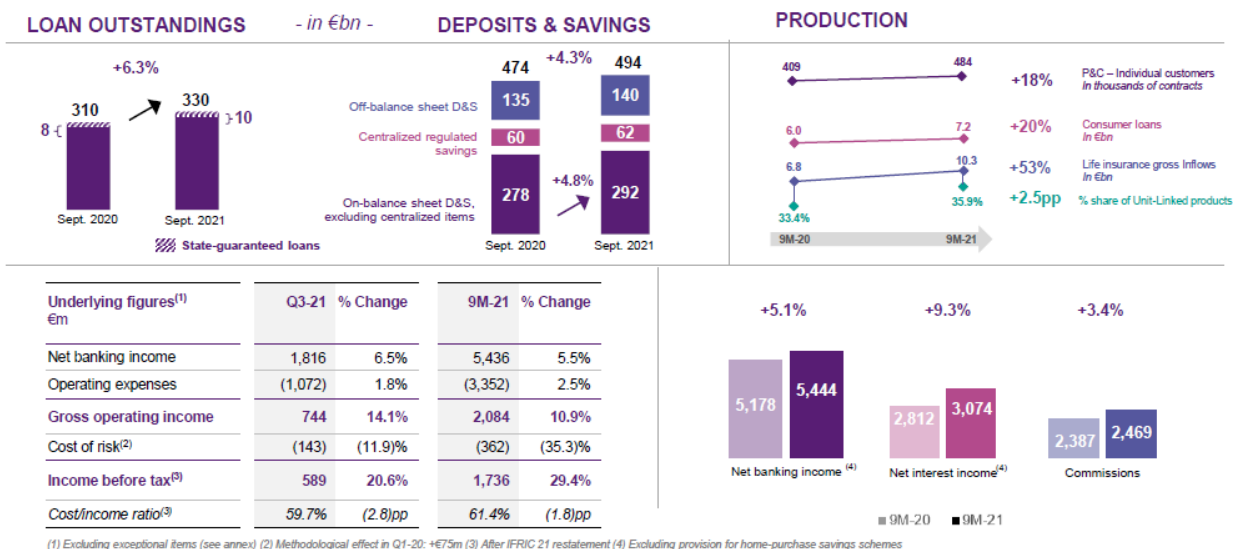 LOAN OUTSTANDINGS - in €bn - DEPOSITS & SAVINGS
+6.3%
310
330
8
10
Sept. 2020
Sept. 2021
State-guaranteed loans
+4.3%
474
494
Off-balance sheet D&S
135
140
Centralized regulated
savings
60
62
+4.8%
On-balance sheet D&S,
excluding centralized items
278
292
Sept. 2020
Sept. 2021
PRODUCTION
409
484
+18%
P&C – Individual customers
In thousands of contracts
6.0
7.2
+20%
Consumer loans
In €bn
6.8
10.3
+53%
Life insurance gross Inflows
In €bn
33.4%
35.9%
+2.5pp
% share of Unit-Linked products
9M-20
9M-21
Underlying figures(1) Q3-21 % Change 9M-21 % Change
€m
Net banking income 1,816 6.5% 5,436 5.5%
Operating expenses (1,072) 1.8% (3,352) 2.5%
Gross operating income 744 14.1% 2,084 10.9%
Cost of risk(2) (143) (11.9)% (362) (35.3)%
Income before tax(3) 589 20.6% 1,736 29.4%
Cost/income ratio(3) 59.7% (2.8)pp 61.4% (1.8)pp
+5.1%
+9.3%
+3.4%
5,178
5,444
2,812
3,074
2,387
2,469
Net banking income (4)
Net interest income(4)
Commissions
9M-20
9M-21
(1) Excluding exceptional items (see annex) (2) Methodological effect in Q1-20: +€75m (3) After IFRIC 21 restatement (4) Excluding provision for home-purchase savings schemes